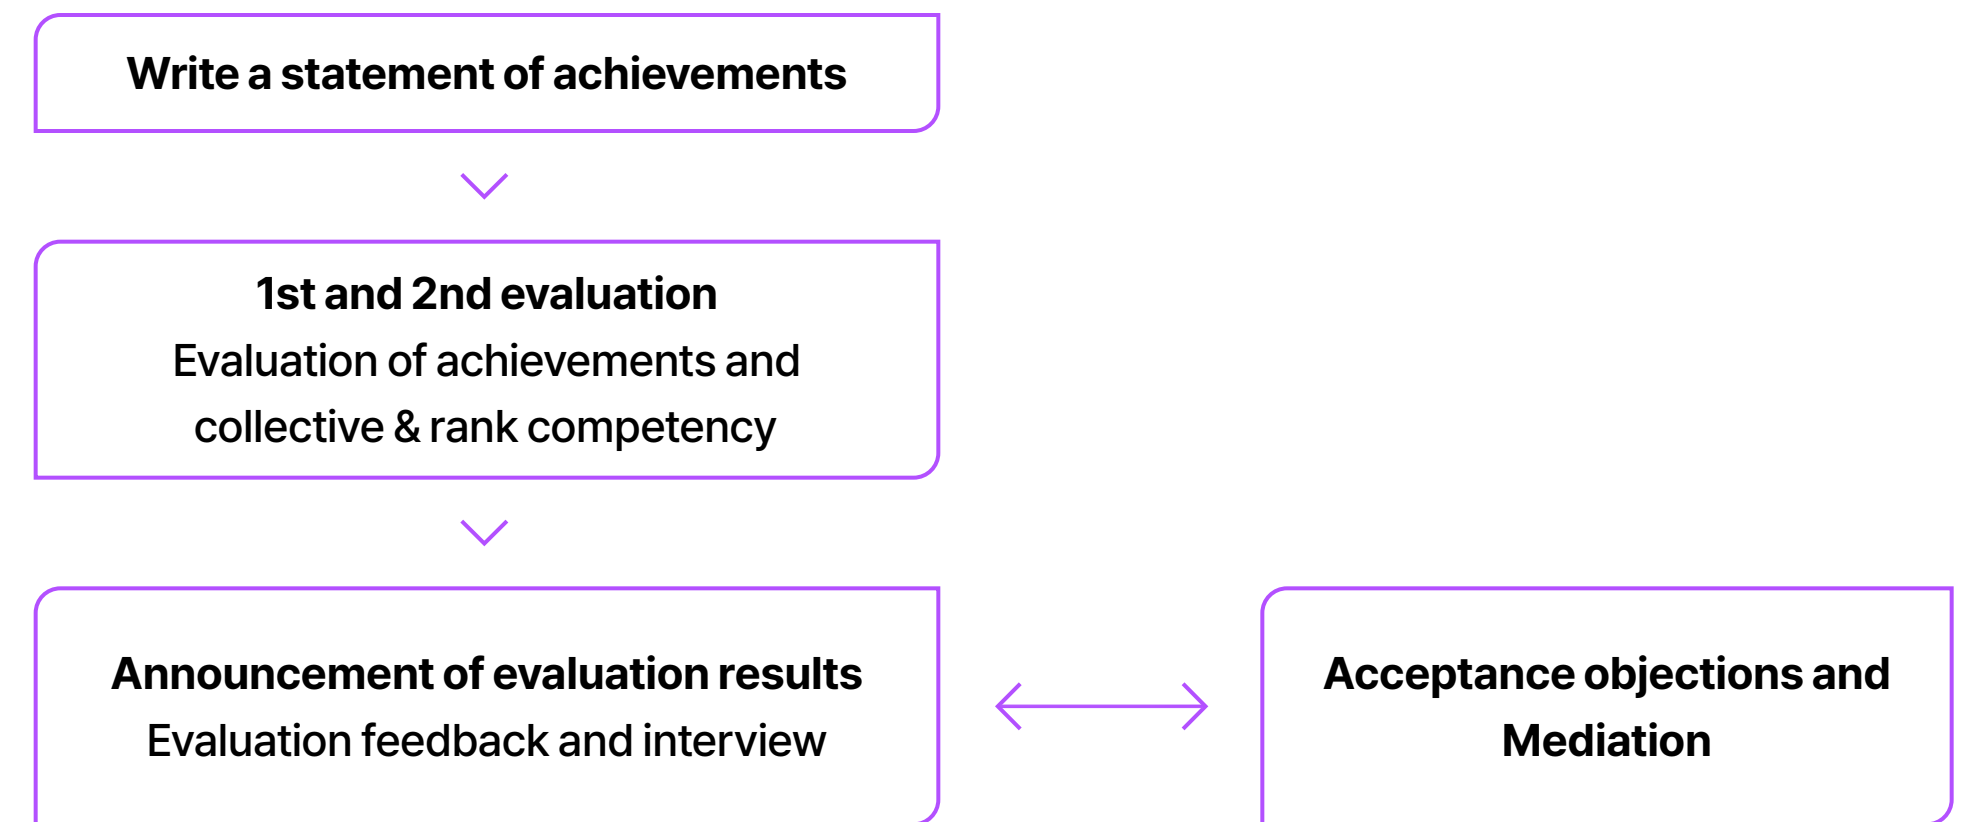 Write a statement of achievements
1st and 2nd evaluation
Evaluation of achievements and
collective & rank competency
Announcement of evaluation results
Evaluation feedback and interview
Acceptance objections and
Mediation